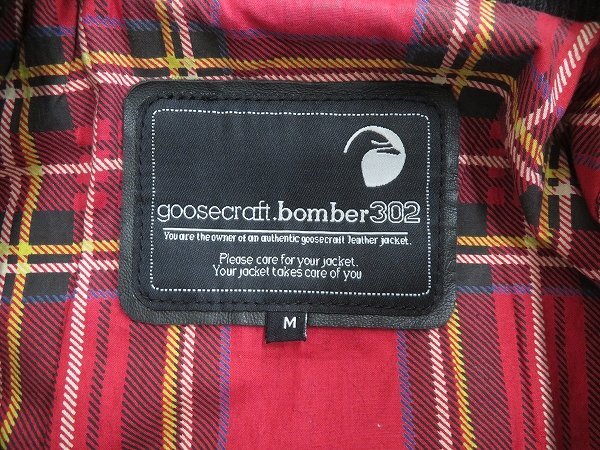 goosecraft.bomber302
You are the owner of an authentic goosecraft leather jacket.
Please care for your jacket.
Your jacket takes care of you
M